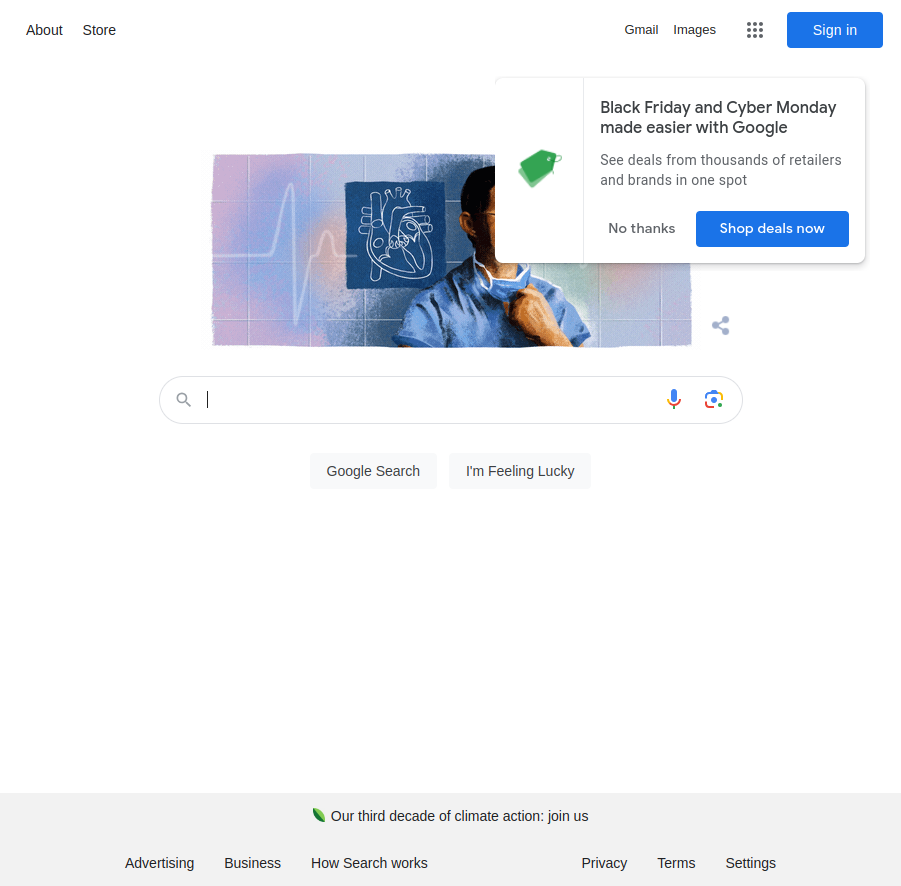 About Store Gmail Images Sign in
Black Friday and Cyber Monday
made easier with Google
See deals from thousands of retailers
and brands in one spot
No thanks Shop deals now
Google Search I'm Feeling Lucky
Our third decade of climate action: join us
Advertising Business How Search works Privacy Terms Settings